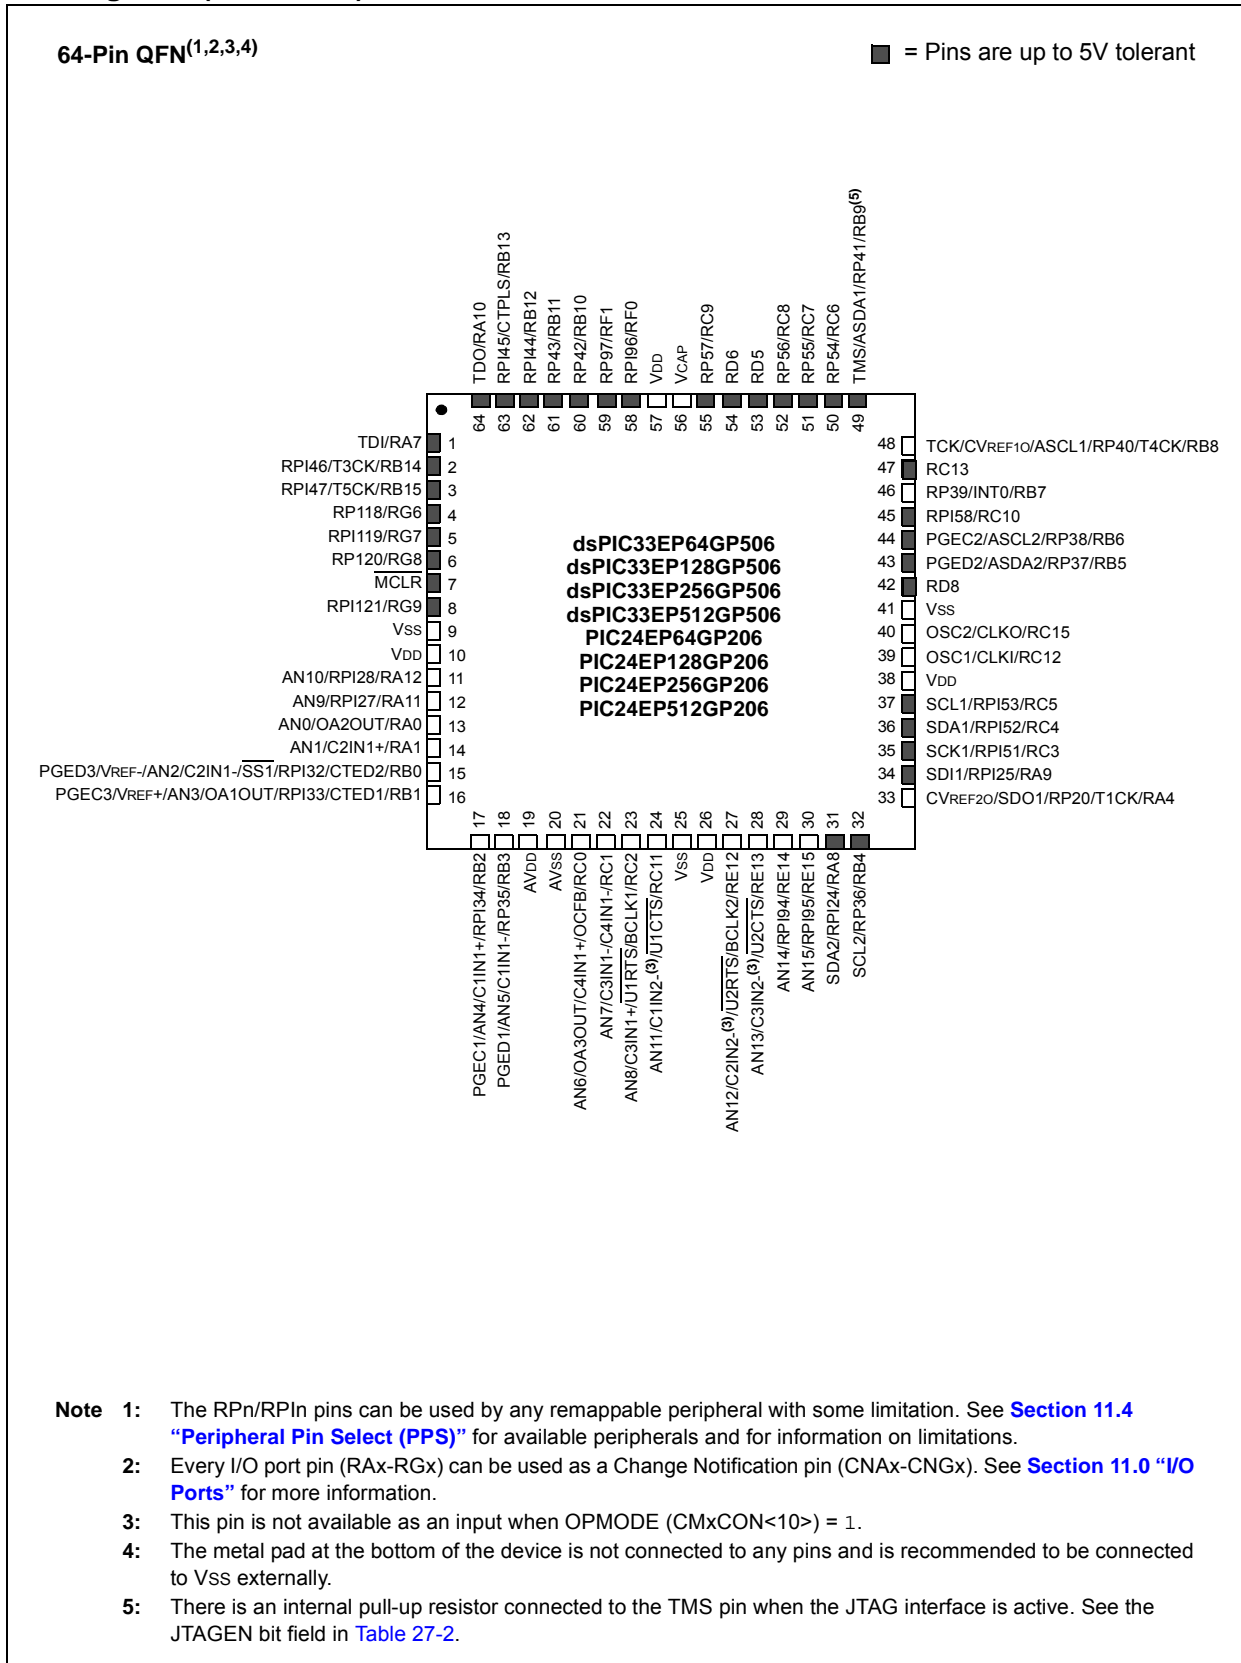 64-Pin QFN(1,2,3,4)
= Pins are up to 5V tolerant
TDO/RA10
RPI45/CTPLS/RB13
RPI44/RB12
RP43/RB11
RP42/RB10
RP97/RF1
RPI96/RF0
VDD
VCAP
RP57/RC9
RD6
RD5
RP56/RC8
RP55/RC7
RP54/RC6
TMS/ASDA1/RP41/RB9(5)
64 63 62 61 60 59 58 57 56 55 54 53 52 51 50 49
TDI/RA7 1
RPI46/T3CK/RB14 2
RPI47/T5CK/RB15 3
RP118/RG6 4
RPI119/RG7 5
RP120/RG8 6
MCLR 7
RPI121/RG9 8
VSS 9
VDD 10
AN10/RPI28/RA12 11
AN9/RPI27/RA11 12
AN0/OA2OUT/RA0 13
AN1/C2IN1+/RA1 14
PGED3/VREF-/AN2/C2IN1-/SS1/RPI32/CTED2/RB0 15
PGEC3/VREF+/AN3/OA1OUT/RPI33/CTED1/RB1 16
dsPIC33EP64GP506
dsPIC33EP128GP506
dsPIC33EP256GP506
dsPIC33EP512GP506
PIC24EP64GP206
PIC24EP128GP206
PIC24EP256GP206
PIC24EP512GP206
48 TCK/CVREF1O/ASCL1/RP40/T4CK/RB8
47 RC13
46 RP39/INT0/RB7
45 RPI58/RC10
44 PGEC2/ASCL2/RP38/RB6
43 PGED2/ASDA2/RP37/RB5
42 RD8
41 VSS
40 OSC2/CLKO/RC15
39 OSC1/CLKI/RC12
38 VDD
37 SCL1/RPI53/RC5
36 SDA1/RPI52/RC4
35 SCK1/RPI51/RC3
34 SDI1/RPI25/RA9
33 CVREF2O/SDO1/RP20/T1CK/RA4
17 18 19 20 21 22 23 24 25 26 27 28 29 30 31 32
PGEC1/AN4/C1IN1+/RPI34/RB2
PGED1/AN5/C1IN1-/RP35/RB3
AVDD
AVSS
AN6/OA3OUT/C4IN1+/OCFB/RC0
AN7/C3IN1-/C4IN1-/RC1
AN8/C3IN1+/U1RTS/BCLK1/RC2
AN11/C1IN2-(3)/U1CTS/RC11
VSS
VDD
AN12/C2IN2-(3)/U2RTS/BCLK2/RE12
AN13/C3IN2-(3)/U2CTS/RE13
AN14/RPI94/RE14
AN15/RPI95/RE15
SDA2/RPI24/RA8
SCL2/RP36/RB4
Note 1: The RPn/RPIn pins can be used by any remappable peripheral with some limitation. See Section 11.4
“Peripheral Pin Select (PPS)” for available peripherals and for information on limitations.
2: Every I/O port pin (RAx-RGx) can be used as a Change Notification pin (CNAx-CNGx). See Section 11.0 “I/O
Ports” for more information.
3: This pin is not available as an input when OPMODE (CMxCON<10>) = 1.
4: The metal pad at the bottom of the device is not connected to any pins and is recommended to be connected
to VSS externally.
5: There is an internal pull-up resistor connected to the TMS pin when the JTAG interface is active. See the
JTAGEN bit field in Table 27-2.